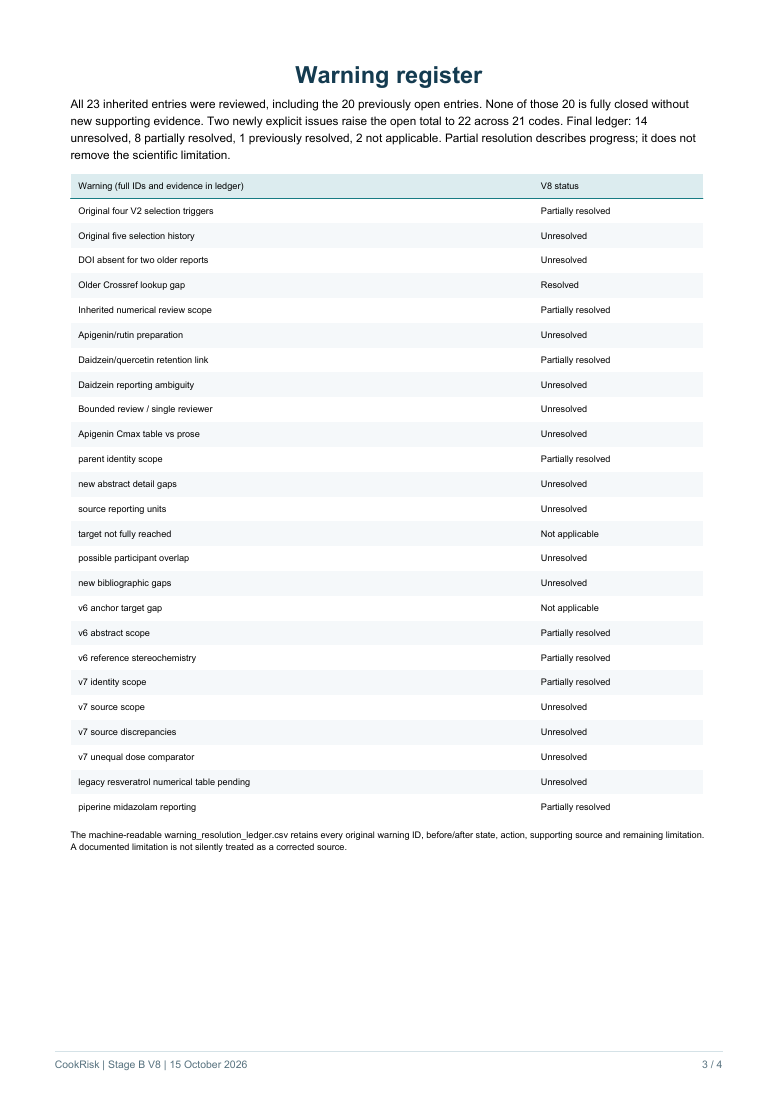 Warning register
All 23 inherited entries were reviewed, including the 20 previously open entries. None of those 20 is fully closed without
new supporting evidence. Two newly explicit issues raise the open total to 22 across 21 codes. Final ledger: 14
unresolved, 8 partially resolved, 1 previously resolved, 2 not applicable. Partial resolution describes progress; it does not
remove the scientific limitation.
Warning (full IDs and evidence in ledger) V8 status
Original four V2 selection triggers Partially resolved
Original five selection history Unresolved
DOI absent for two older reports Unresolved
Older Crossref lookup gap Resolved
Inherited numerical review scope Partially resolved
Apigenin/rutin preparation Unresolved
Daidzein/quercetin retention link Partially resolved
Daidzein reporting ambiguity Unresolved
Bounded review / single reviewer Unresolved
Apigenin Cmax table vs prose Unresolved
parent identity scope Partially resolved
new abstract detail gaps Unresolved
source reporting units Unresolved
target not fully reached Not applicable
possible participant overlap Unresolved
new bibliographic gaps Unresolved
v6 anchor target gap Not applicable
v6 abstract scope Partially resolved
v6 reference stereochemistry Partially resolved
v7 identity scope Partially resolved
v7 source scope Unresolved
v7 source discrepancies Unresolved
v7 unequal dose comparator Unresolved
legacy resveratrol numerical table pending Unresolved
piperine midazolam reporting Partially resolved
The machine-readable warning_resolution_ledger.csv retains every original warning ID, before/after state, action, supporting source and remaining limitation.
A documented limitation is not silently treated as a corrected source.
CookRisk | Stage B V8 | 15 October 2026 3 / 4